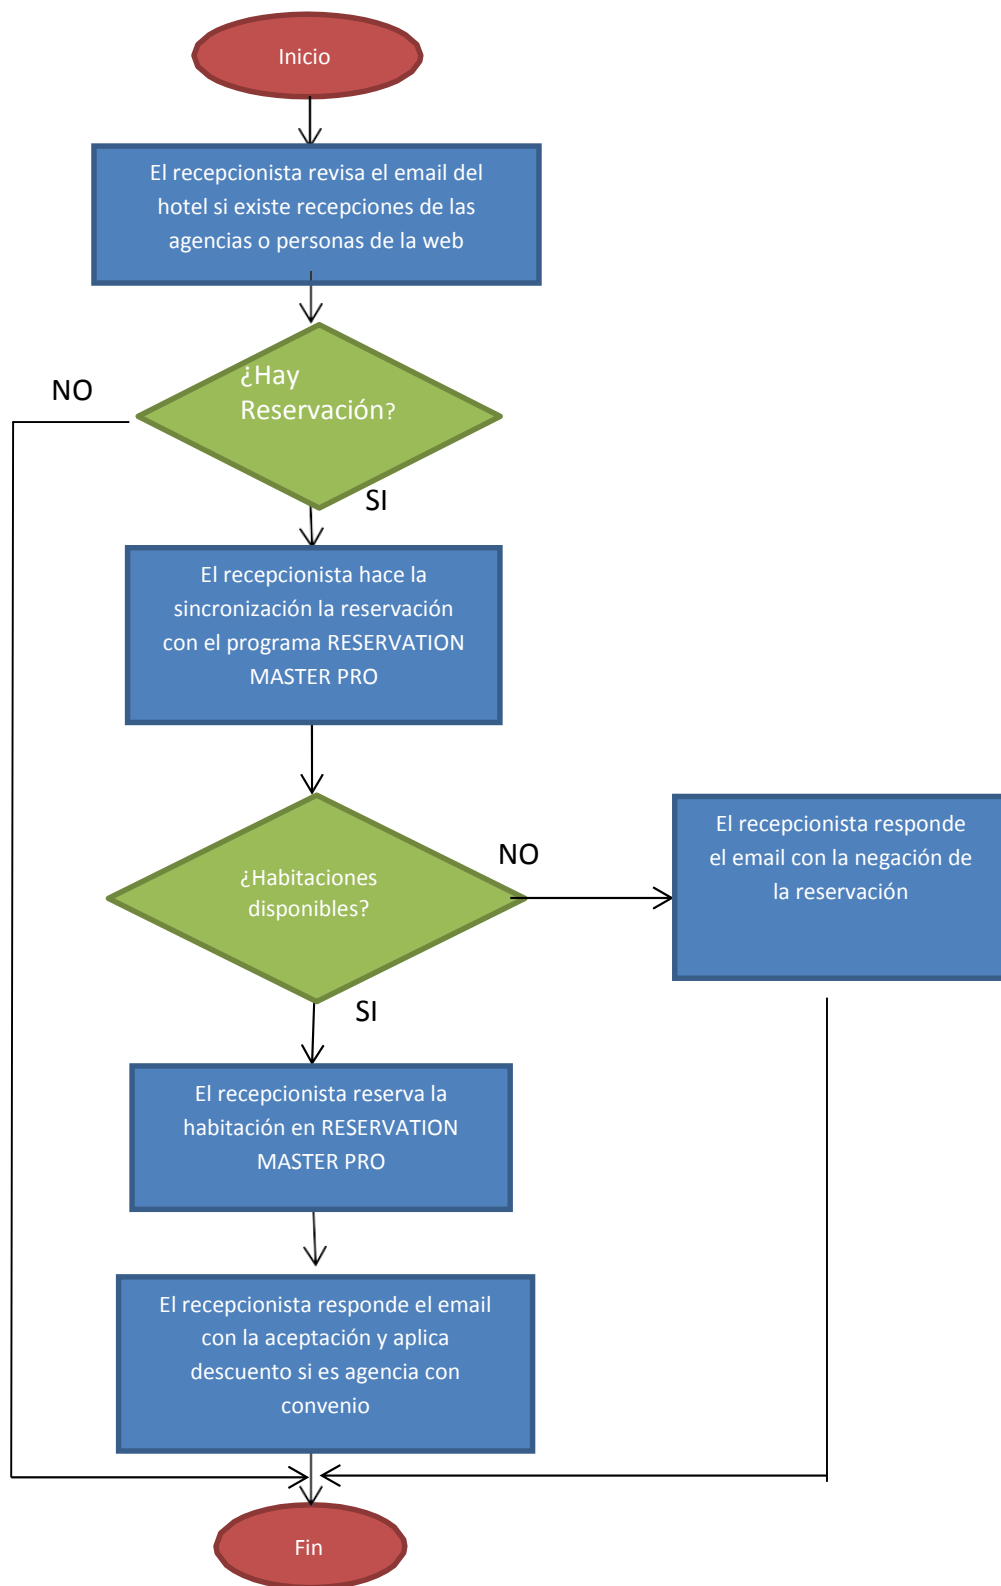 Inicio
El recepcionista revisa el email del
hotel si existe recepciones de las
agencias o personas de la web
¿Hay
Reservación?
NO
SI
El recepcionista hace la
sincronización la reservación
con el programa RESERVATION
MASTER PRO
¿Habitaciones
disponibles?
NO
El recepcionista responde
el email con la negación de
la reservación
SI
El recepcionista reserva la
habitación en RESERVATION
MASTER PRO
El recepcionista responde el email
con la aceptación y aplica
descuento si es agencia con
convenio
Fin